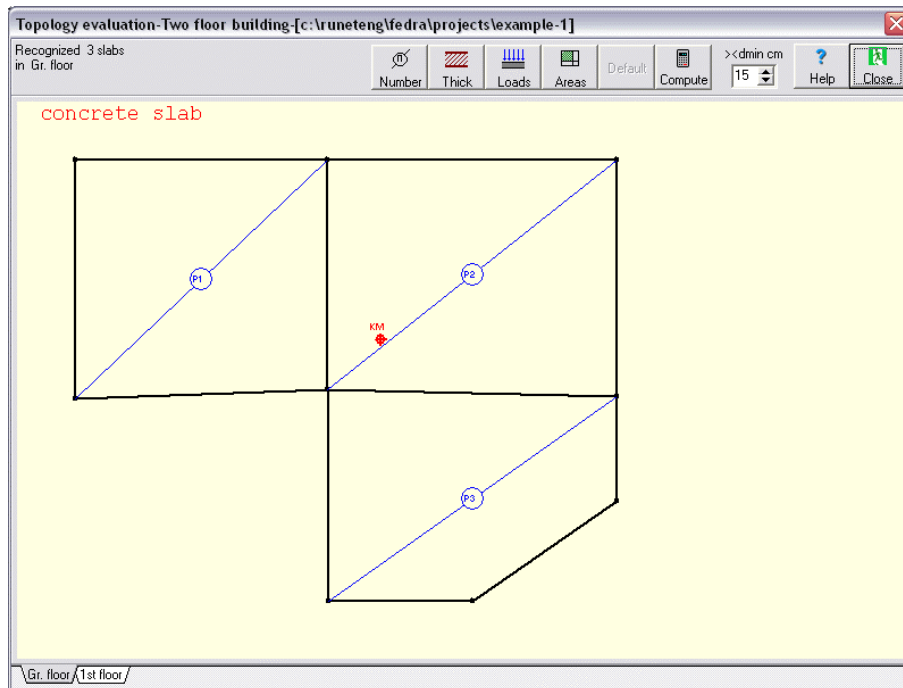 Topology evaluation-Two floor building-[c:\runeteng\fedra\projects\example-1]
Recognized 3 slabs
in Gr. floor
Number
Thick
Loads
Areas
Default
Compute
><dmin cm
15
Help
Close
concrete slab
P1
P2
KM
P3
Gr. floor
1st floor